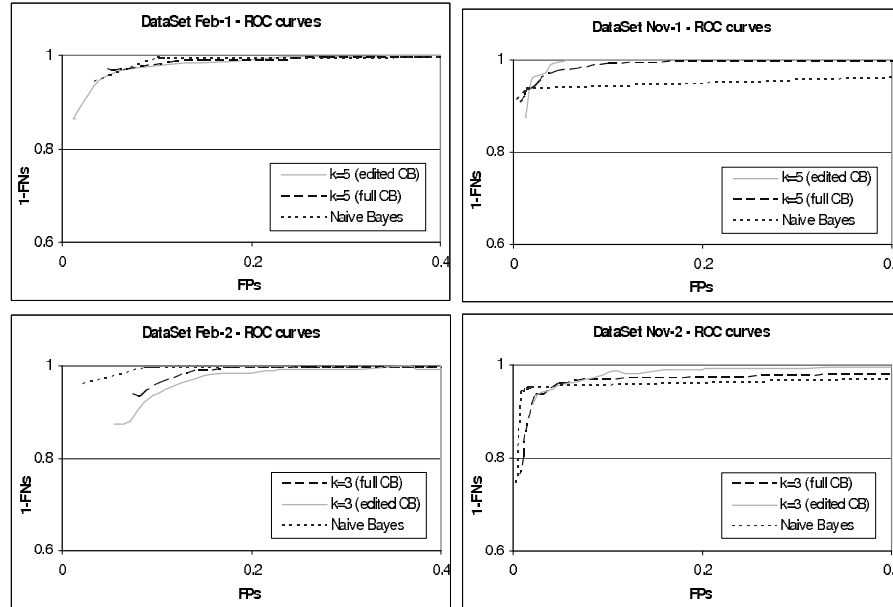 DataSet Feb-1 - ROC curves
1
0.8
0.6
1-FNs
k=5 (edited CB)
k=5 (full CB)
Naive Bayes
0
0.2
0.4
FPs
DataSet Nov-1 - ROC curves
1
0.8
0.6
1-FNs
k=5 (edited CB)
k=5 (full CB)
Naive Bayes
0
0.2
FPs
DataSet Feb-2 - ROC curves
1
0.8
0.6
1-FNs
k=3 (full CB)
k=3 (edited CB)
Naive Bayes
0
0.2
0.4
FPs
DataSet Nov-2 - ROC curves
1
0.8
0.6
1-FNs
k=3 (full CB)
k=3 (edited CB)
Naive Bayes
0
0.2
FPs